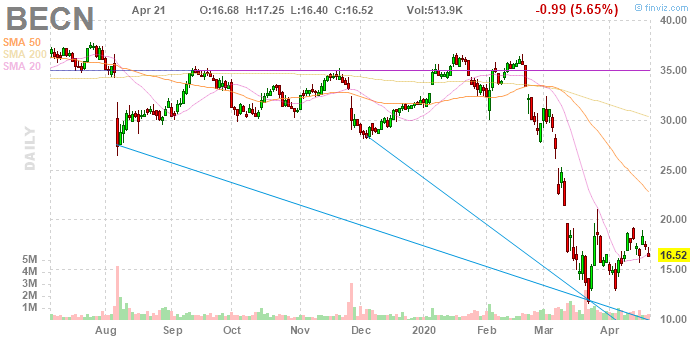 BECN Apr 21 O:16.68 H:17.25 L:16.40 C:16.52 Vol:513.9K -0.99 (5.65%) © finviz.com
SMA 50
SMA 200
SMA 20
DAILY
40.00
35.00
30.00
25.00
20.00
16.52
15.00
10.00
5M
4M
3M
2M
1M
Aug Sep Oct Nov Dec 2020 Feb Mar Apr